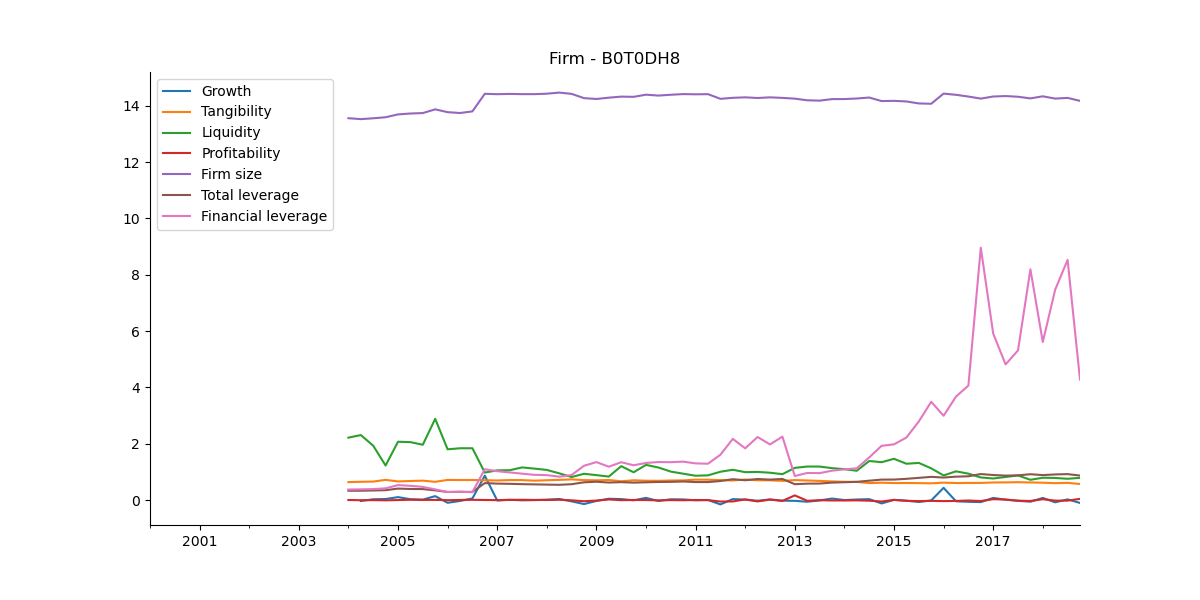 Firm - B0T0DH8
Growth
Tangibility
Liquidity
Profitability
Firm size
Total leverage
Financial leverage
14
12
10
8
6
4
2
0
2001 2003 2005 2007 2009 2011 2013 2015 2017